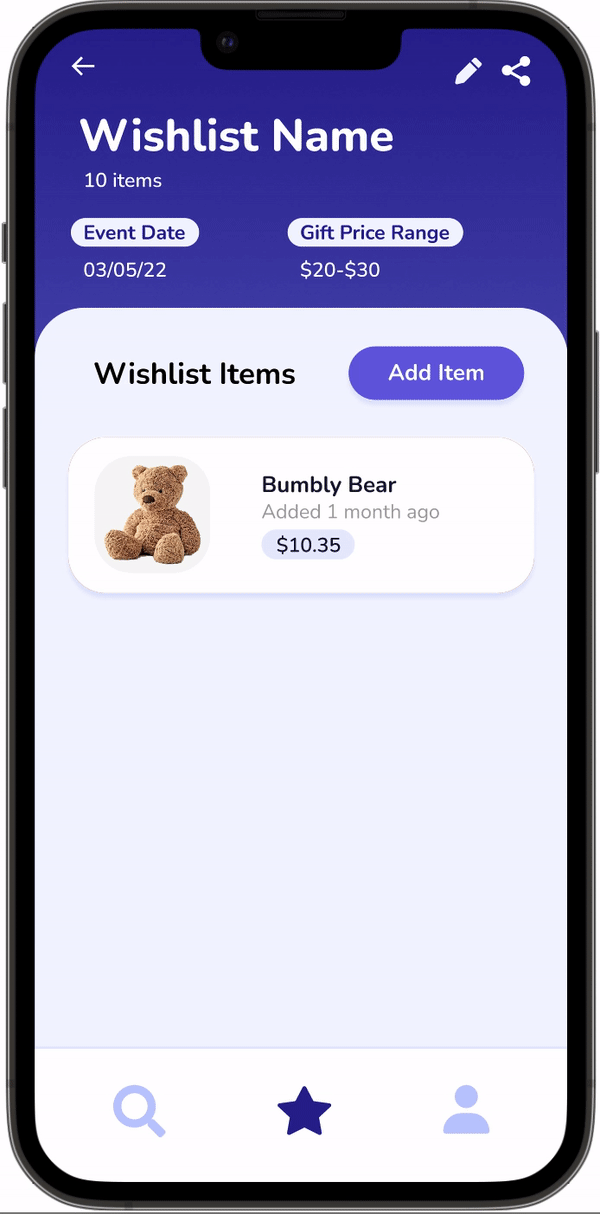 Wishlist Name
10 items
Event Date
Gift Price Range
03/05/22
$20-$30
Wishlist Items
Add Item
Bumbly Bear
Added 1 month ago
$10.35